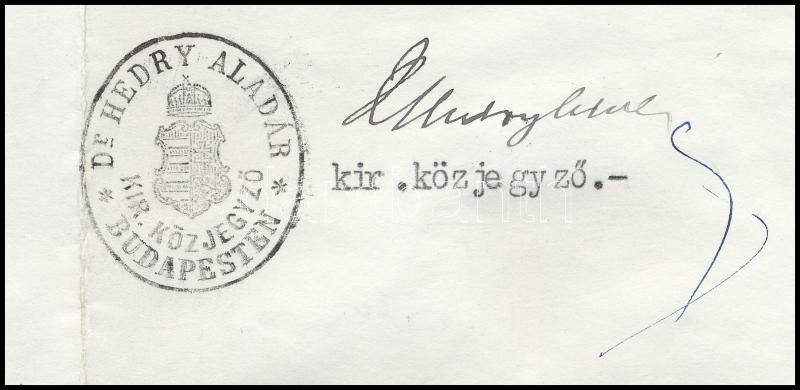 Dr HEDRY ALADÁR
* KIR. KÖZJEGYZŐ *
BUDAPESTEN
kir .közjegyző.-